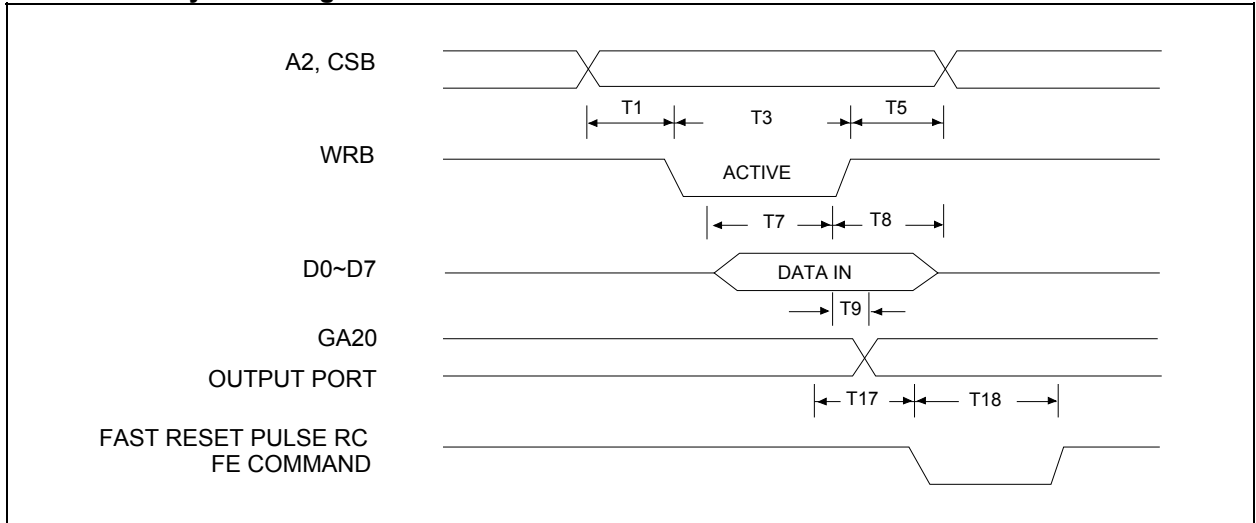 A2, CSB
T1
T3
T5
WRB
ACTIVE
T7
T8
D0~D7
DATA IN
T9
GA20
OUTPUT PORT
T17
T18
FAST RESET PULSE RC
FE COMMAND